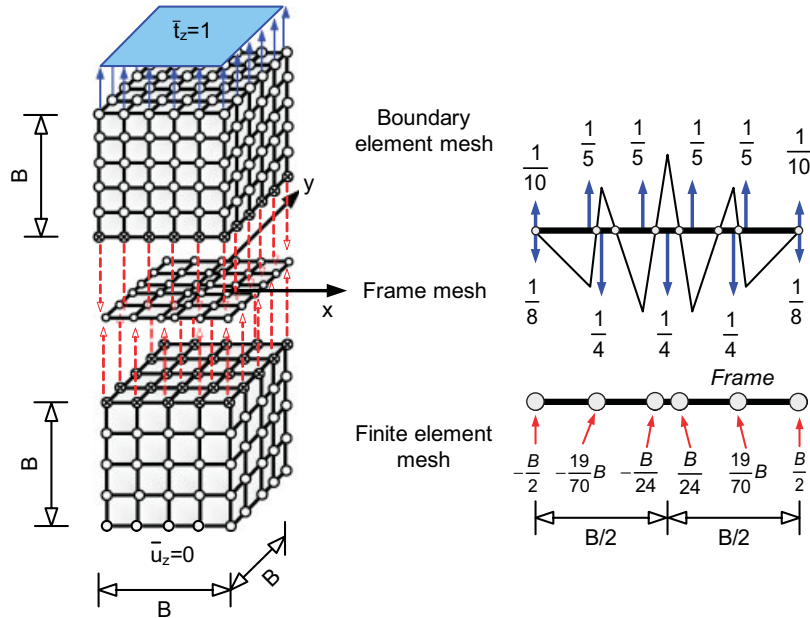 t̄z=1
B
y
x
B
ūz=0
B
B
Boundary
element mesh
Frame mesh
Finite element
mesh
1/10 1/5 1/5 1/5 1/5 1/10
1/8 1/4 1/4 1/4 1/8
Frame
-B/2 -19/70 B -B/24 B/24 19/70 B B/2
B/2 B/2